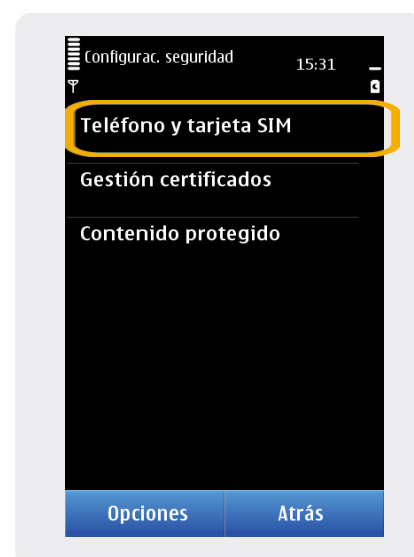 Configurac. seguridad 15:31
Teléfono y tarjeta SIM
Gestión certificados
Contenido protegido
Opciones Atrás